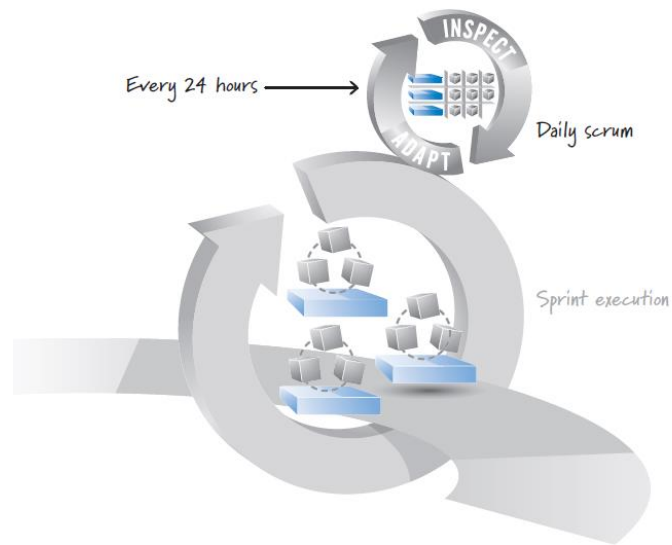 INSPECT
Every 24 hours
ADAPT
Daily scrum
Sprint execution